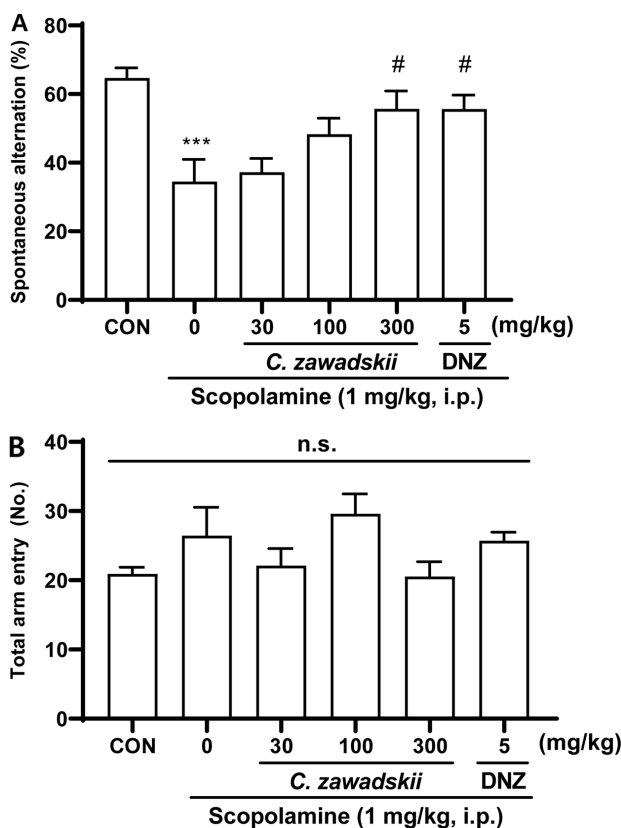 A
Spontaneous alternation (%)
80
60
40
20
0
***
#
#
CON
0
30
100
300
5
(mg/kg)
C. zawadskii
DNZ
Scopolamine (1 mg/kg, i.p.)
B
Total arm entry (No.)
40
30
20
10
0
n.s.
CON
0
30
100
300
5
(mg/kg)
C. zawadskii
DNZ
Scopolamine (1 mg/kg, i.p.)